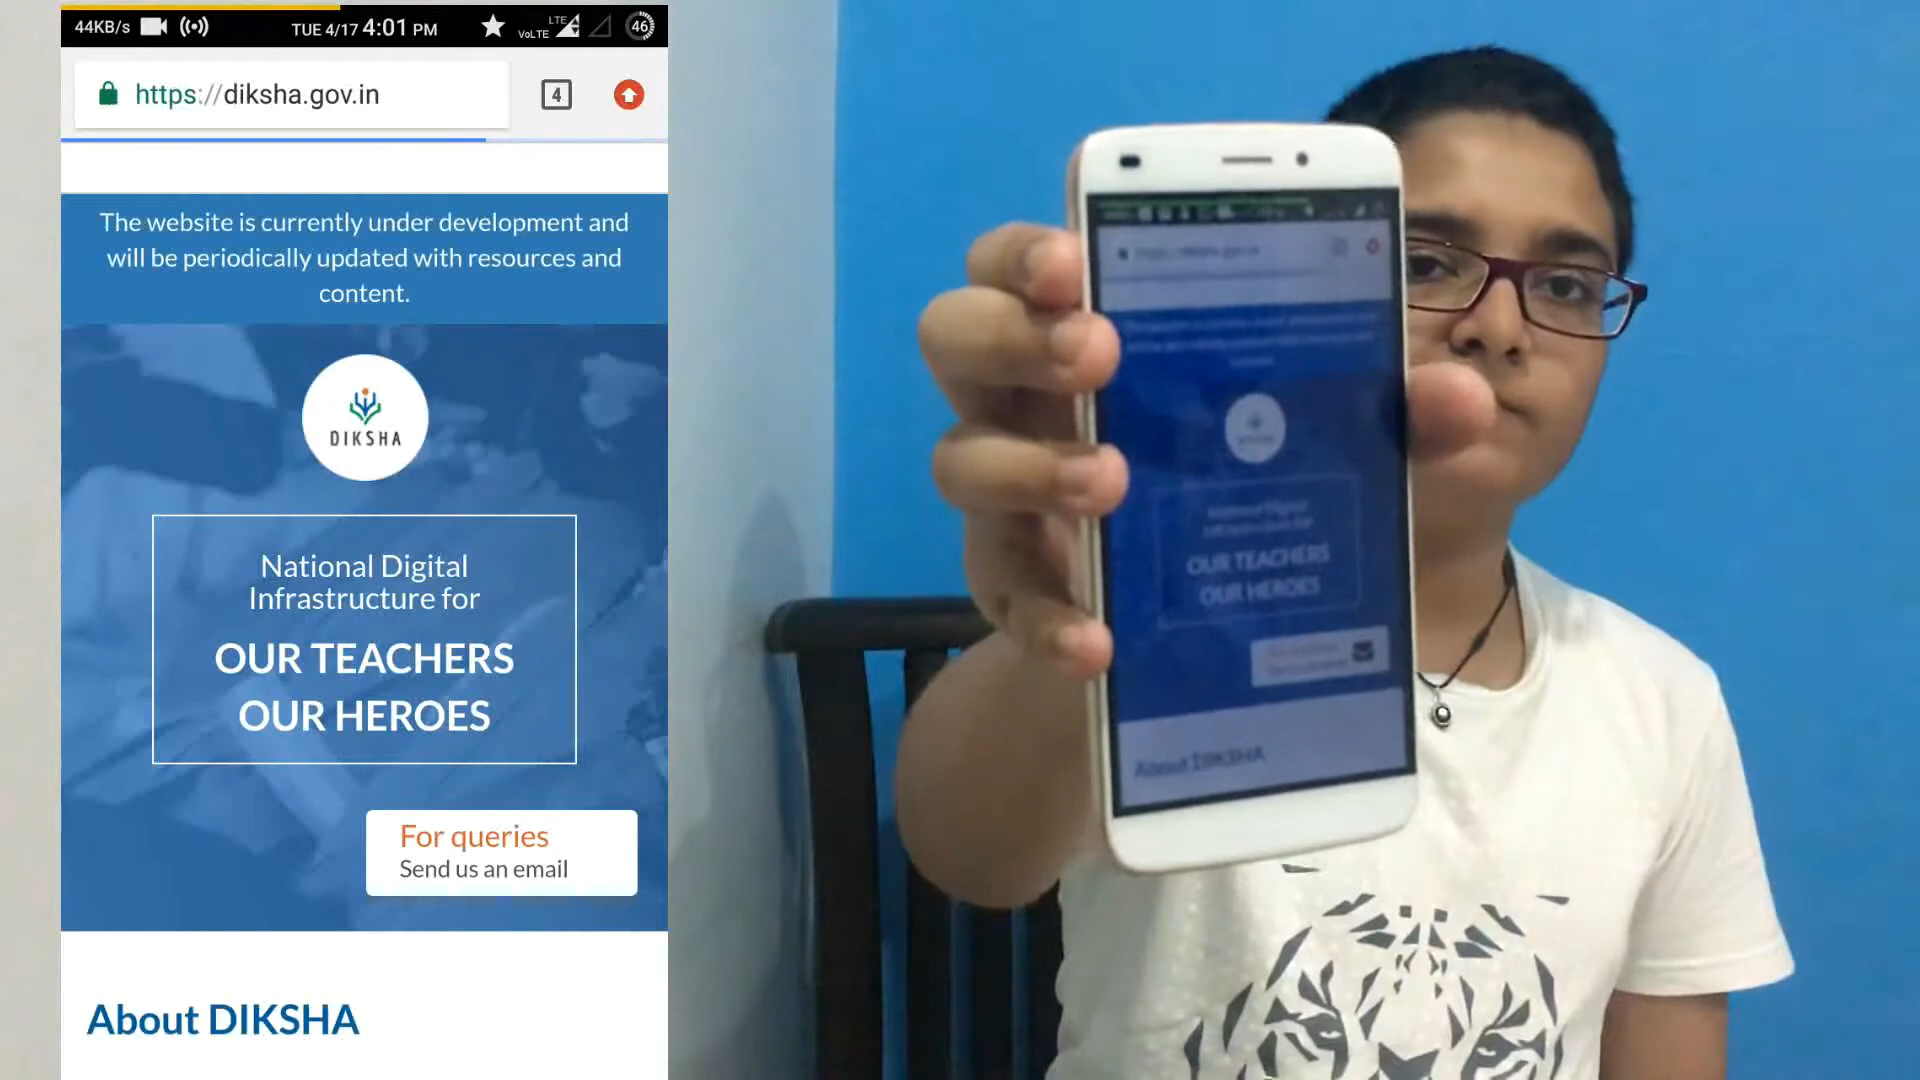 44KB/s TUE 4/17 4:01 PM VoLTE LTE 46
https://diksha.gov.in 4
The website is currently under development and
will be periodically updated with resources and
content.
DIKSHA
National Digital
Infrastructure for
OUR TEACHERS
OUR HEROES
For queries
Send us an email
About DIKSHA
National Digital
OUR TEACHERS
OUR HEROES
About DIKSHA